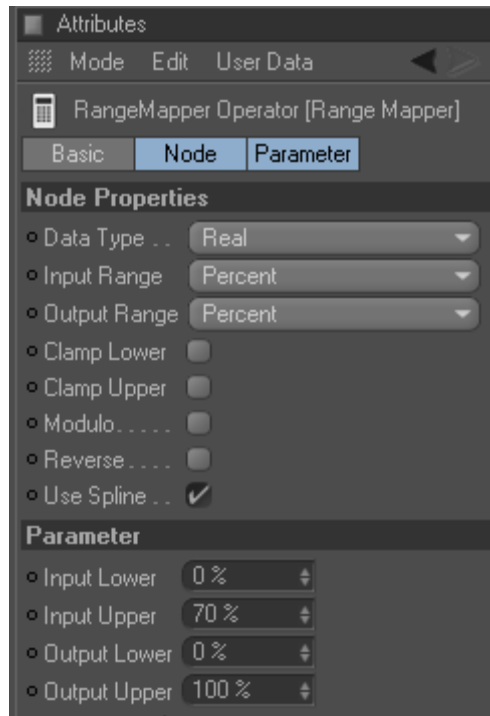 Attributes
Mode Edit User Data
RangeMapper Operator [Range Mapper]
Basic Node Parameter
Node Properties
Data Type . . Real
Input Range Percent
Output Range Percent
Clamp Lower
Clamp Upper
Modulo. . . . .
Reverse . . . .
Use Spline . .
Parameter
Input Lower 0 %
Input Upper 70 %
Output Lower 0 %
Output Upper 100 %